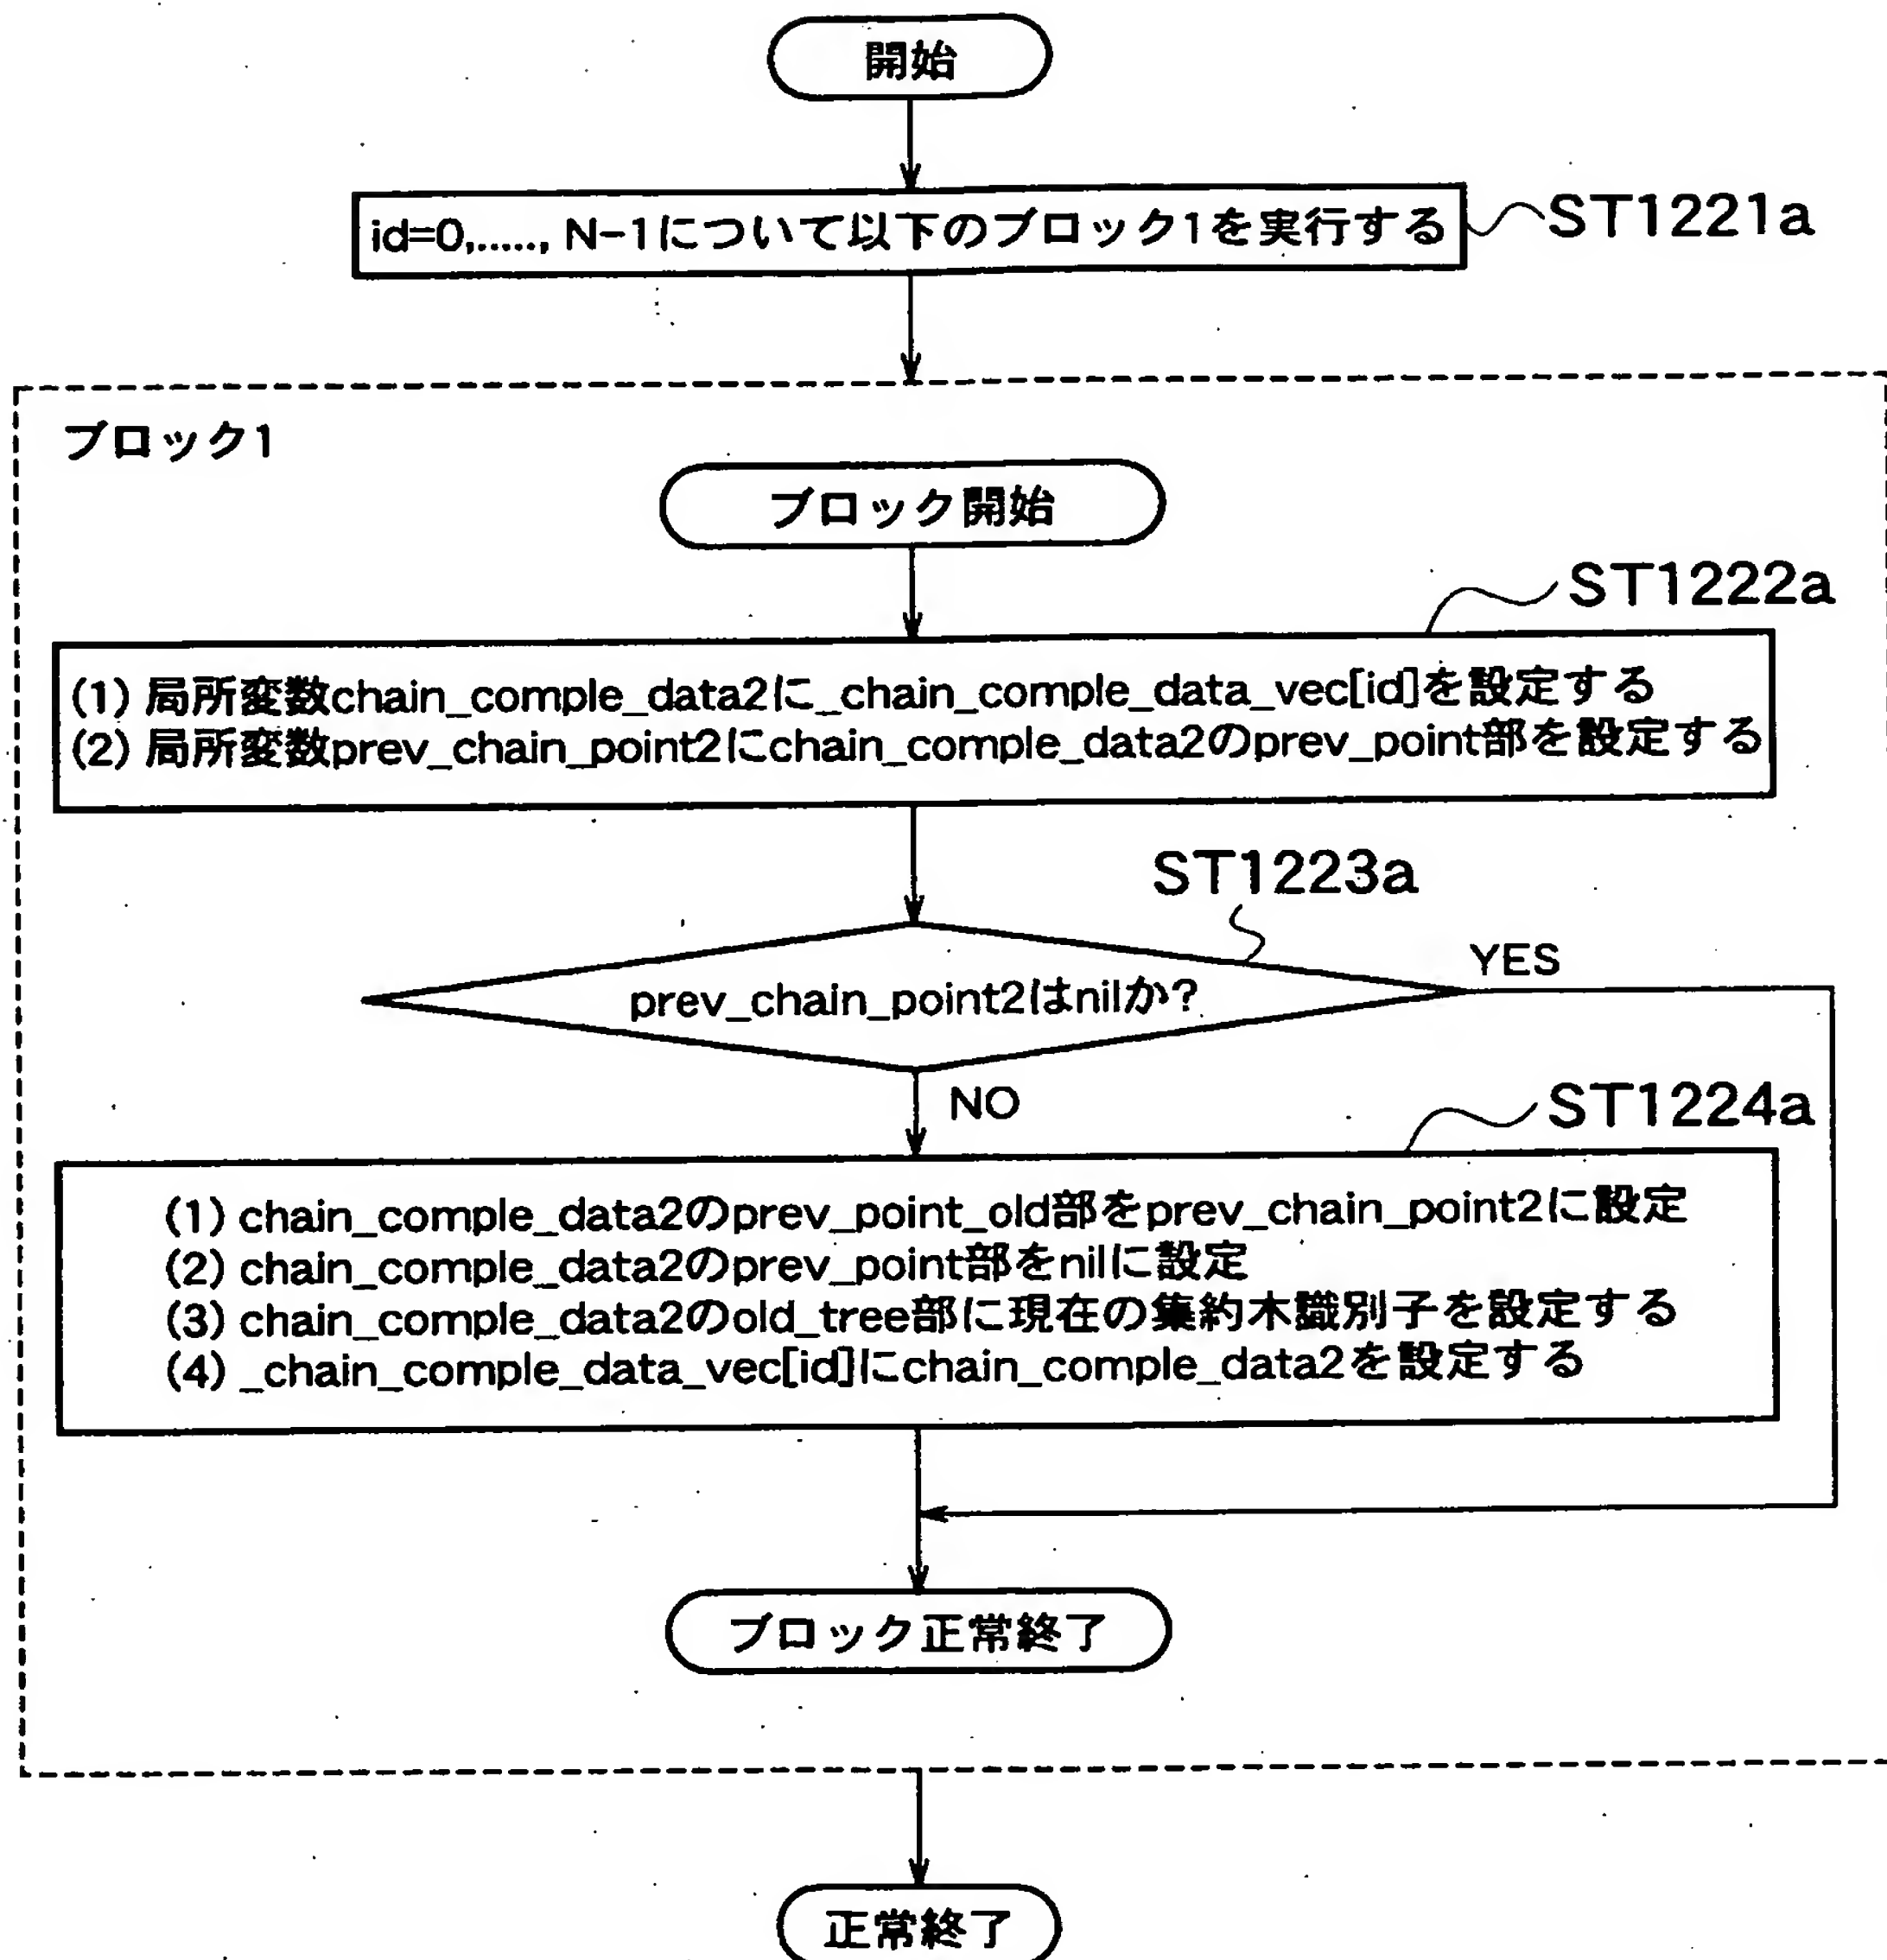 開始
id=0,....., N-1について以下のブロック1を実行する
ST1221a
ブロック1
ブロック開始
ST1222a
(1) 局所変数chain_comple_data2に_chain_comple_data_vec[id]を設定する
(2) 局所変数prev_chain_point2にchain_comple_data2のprev_point部を設定する
ST1223a
prev_chain_point2はnilか?
YES
NO
ST1224a
(1) chain_comple_data2のprev_point_old部をprev_chain_point2に設定
(2) chain_comple_data2のprev_point部をnilに設定
(3) chain_comple_data2のold_tree部に現在の集約木識別子を設定する
(4) _chain_comple_data_vec[id]にchain_comple_data2を設定する
ブロック正常終了
正常終了